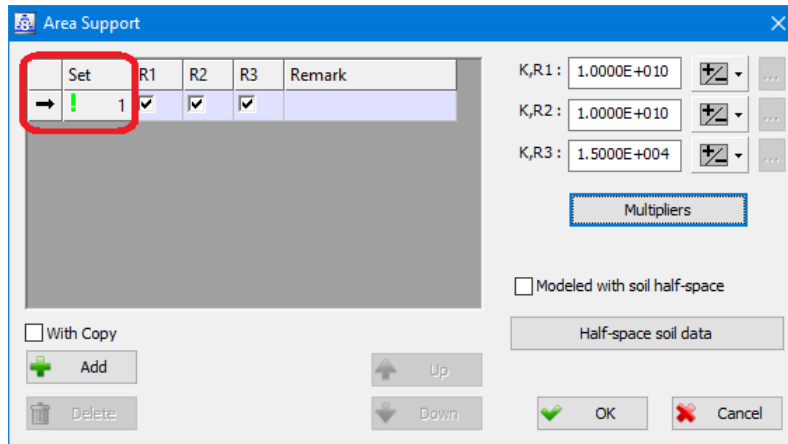 Area Support
Set R1 R2 R3 Remark
1
K,R1 : 1.0000E+010
K,R2 : 1.0000E+010
K,R3 : 1.5000E+004
Multipliers
Modeled with soil half-space
Half-space soil data
With Copy
Add
Up
Delete
Down
OK
Cancel